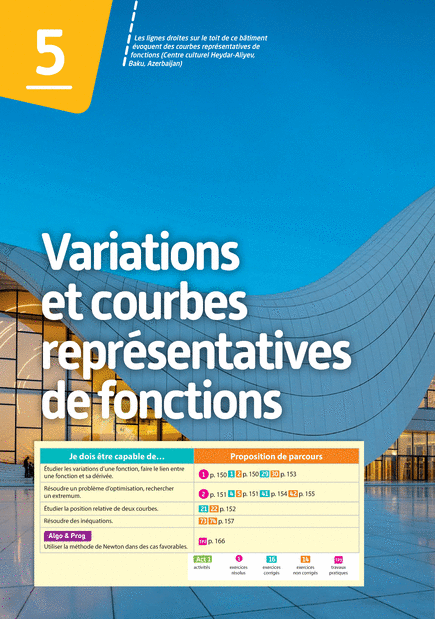 5
Les lignes droites sur le toit de ce bâtiment
évoquent des courbes représentatives de
fonctions (Centre culturel Heydar-Aliyev,
Baku, Azerbaïjan)
Variations
et courbes
représentatives
de fonctions
Je dois être capable de… Proposition de parcours
Étudier les variations d'une fonction, faire le lien entre
une fonction et sa dérivée.
1 p. 150 1 2 p. 150 29 30 p. 153
Résoudre un problème d'optimisation, rechercher
un extremum.
2 p. 151 4 5 p. 151 41 p. 154 42 p. 155
Étudier la position relative de deux courbes.
21 22 p. 152
Résoudre des inéquations.
73 74 p. 157
Algo & Prog
Utiliser la méthode de Newton dans des cas favorables.
p. 166
Act 1 1 16 14
activités exercices résolus exercices corrigés exercices non corrigés travaux pratiques